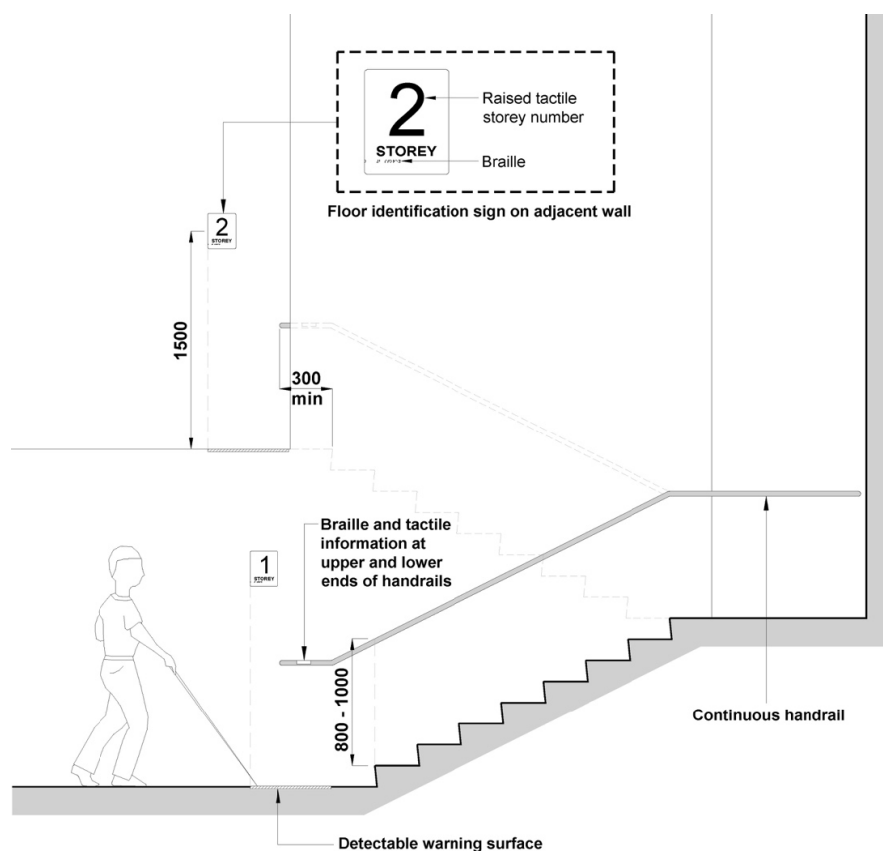 2
STOREY
Raised tactile
storey number
Braille
Floor identification sign on adjacent wall
2
STOREY
1500
300
min
Braille and tactile
information at
upper and lower
ends of handrails
1
STOREY
800 - 1000
Continuous handrail
Detectable warning surface